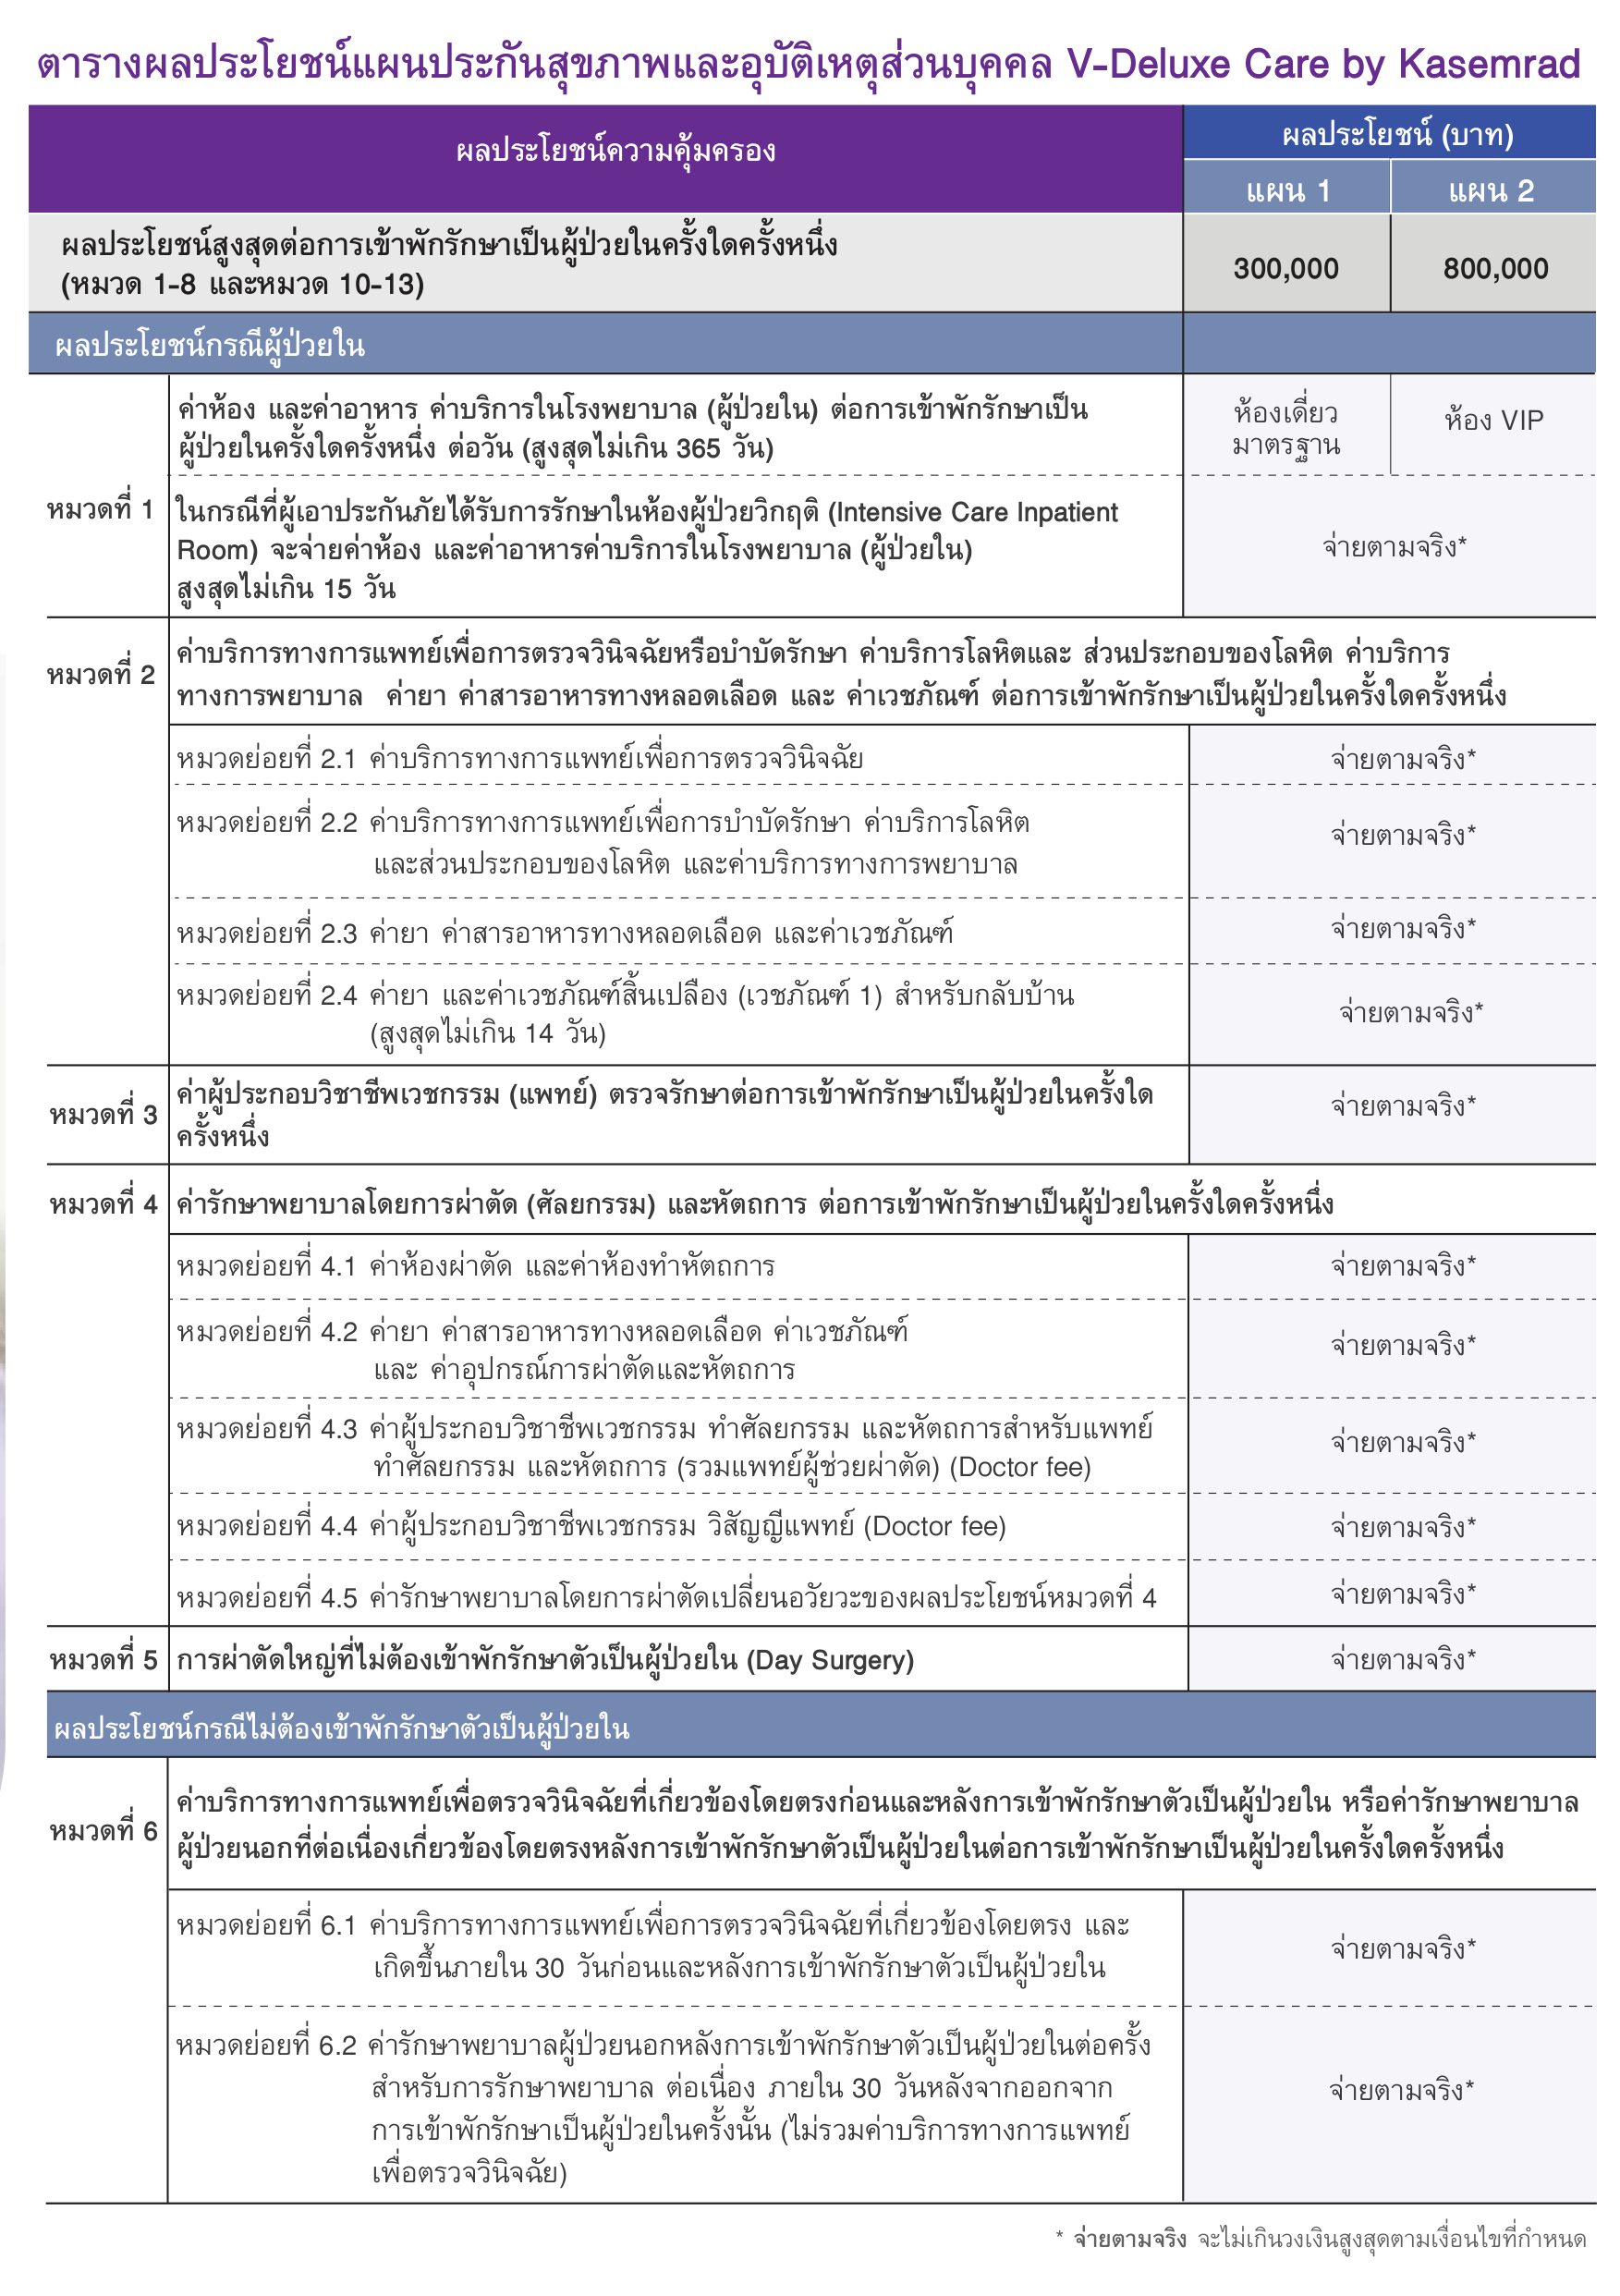 ตารางผลประโยชน์แผนประกันสุขภาพและอุบัติเหตุส่วนบุคคล V-Deluxe Care by Kasemrad
ผลประโยชน์ความคุ้มครอง
ผลประโยชน์ (บาท)
แผน 1
แผน 2
ผลประโยชน์สูงสุดต่อการเข้าพักรักษาเป็นผู้ป่วยในครั้งใดครั้งหนึ่ง
(หมวด 1-8 และหมวด 10-13)
300,000
800,000
ผลประโยชน์กรณีผู้ป่วยใน
หมวดที่ 1
ค่าห้อง และค่าอาหาร ค่าบริการในโรงพยาบาล (ผู้ป่วยใน) ต่อการเข้าพักรักษาเป็น
ผู้ป่วยในครั้งใดครั้งหนึ่ง ต่อวัน (สูงสุดไม่เกิน 365 วัน)
ห้องเดี่ยว
มาตรฐาน
ห้อง VIP
ในกรณีที่ผู้เอาประกันภัยได้รับการรักษาในห้องผู้ป่วยวิกฤติ (Intensive Care Inpatient
Room) จะจ่ายค่าห้อง และค่าอาหารค่าบริการในโรงพยาบาล (ผู้ป่วยใน)
สูงสุดไม่เกิน 15 วัน
จ่ายตามจริง*
หมวดที่ 2
ค่าบริการทางการแพทย์เพื่อการตรวจวินิจฉัยหรือบำบัดรักษา ค่าบริการโลหิตและ ส่วนประกอบของโลหิต ค่าบริการ
ทางการพยาบาล ค่ายา ค่าสารอาหารทางหลอดเลือด และ ค่าเวชภัณฑ์ ต่อการเข้าพักรักษาเป็นผู้ป่วยในครั้งใดครั้งหนึ่ง
หมวดย่อยที่ 2.1 ค่าบริการทางการแพทย์เพื่อการตรวจวินิจฉัย
จ่ายตามจริง*
หมวดย่อยที่ 2.2 ค่าบริการทางการแพทย์เพื่อการบำบัดรักษา ค่าบริการโลหิต
และส่วนประกอบของโลหิต และค่าบริการทางการพยาบาล
จ่ายตามจริง*
หมวดย่อยที่ 2.3 ค่ายา ค่าสารอาหารทางหลอดเลือด และค่าเวชภัณฑ์
จ่ายตามจริง*
หมวดย่อยที่ 2.4 ค่ายา และค่าเวชภัณฑ์สิ้นเปลือง (เวชภัณฑ์ 1) สำหรับกลับบ้าน
(สูงสุดไม่เกิน 14 วัน)
จ่ายตามจริง*
หมวดที่ 3
ค่าผู้ประกอบวิชาชีพเวชกรรม (แพทย์) ตรวจรักษาต่อการเข้าพักรักษาเป็นผู้ป่วยในครั้งใด
ครั้งหนึ่ง
จ่ายตามจริง*
หมวดที่ 4
ค่ารักษาพยาบาลโดยการผ่าตัด (ศัลยกรรม) และหัตถการ ต่อการเข้าพักรักษาเป็นผู้ป่วยในครั้งใดครั้งหนึ่ง
หมวดย่อยที่ 4.1 ค่าห้องผ่าตัด และค่าห้องทำหัตถการ
จ่ายตามจริง*
หมวดย่อยที่ 4.2 ค่ายา ค่าสารอาหารทางหลอดเลือด ค่าเวชภัณฑ์
และ ค่าอุปกรณ์การผ่าตัดและหัตถการ
จ่ายตามจริง*
หมวดย่อยที่ 4.3 ค่าผู้ประกอบวิชาชีพเวชกรรม ทำศัลยกรรม และหัตถการสำหรับแพทย์
ทำศัลยกรรม และหัตถการ (รวมแพทย์ผู้ช่วยผ่าตัด) (Doctor fee)
จ่ายตามจริง*
หมวดย่อยที่ 4.4 ค่าผู้ประกอบวิชาชีพเวชกรรม วิสัญญีแพทย์ (Doctor fee)
จ่ายตามจริง*
หมวดย่อยที่ 4.5 ค่ารักษาพยาบาลโดยการผ่าตัดเปลี่ยนอวัยวะของผลประโยชน์หมวดที่ 4
จ่ายตามจริง*
หมวดที่ 5
การผ่าตัดใหญ่ที่ไม่ต้องเข้าพักรักษาตัวเป็นผู้ป่วยใน (Day Surgery)
จ่ายตามจริง*
ผลประโยชน์กรณีไม่ต้องเข้าพักรักษาตัวเป็นผู้ป่วยใน
หมวดที่ 6
ค่าบริการทางการแพทย์เพื่อตรวจวินิจฉัยที่เกี่ยวข้องโดยตรงก่อนและหลังการเข้าพักรักษาตัวเป็นผู้ป่วยใน หรือค่ารักษาพยาบาล
ผู้ป่วยนอกที่ต่อเนื่องเกี่ยวข้องโดยตรงหลังการเข้าพักรักษาตัวเป็นผู้ป่วยในต่อการเข้าพักรักษาเป็นผู้ป่วยในครั้งใดครั้งหนึ่ง
หมวดย่อยที่ 6.1 ค่าบริการทางการแพทย์เพื่อการตรวจวินิจฉัยที่เกี่ยวข้องโดยตรง และ
เกิดขึ้นภายใน 30 วันก่อนและหลังการเข้าพักรักษาตัวเป็นผู้ป่วยใน
จ่ายตามจริง*
หมวดย่อยที่ 6.2 ค่ารักษาพยาบาลผู้ป่วยนอกหลังการเข้าพักรักษาตัวเป็นผู้ป่วยในต่อครั้ง
สำหรับการรักษาพยาบาล ต่อเนื่อง ภายใน 30 วันหลังจากออกจาก
การเข้าพักรักษาเป็นผู้ป่วยในครั้งนั้น (ไม่รวมค่าบริการทางการแพทย์
เพื่อตรวจวินิจฉัย)
จ่ายตามจริง*
* จ่ายตามจริง จะไม่เกินวงเงินสูงสุดตามเงื่อนไขที่กำหนด